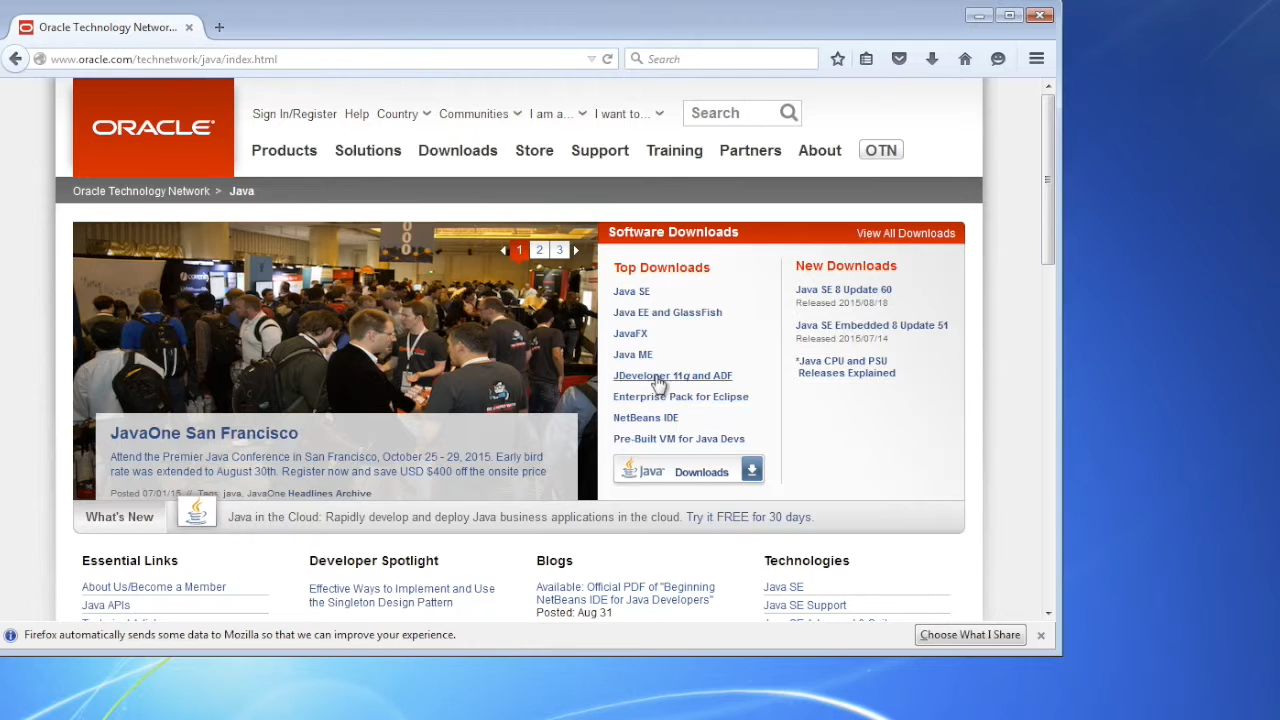 Oracle Technology Network...
www.oracle.com/technetwork/java/index.html
Search
ORACLE
Sign In/Register Help Country Communities I am a... I want to... Search
Products Solutions Downloads Store Support Training Partners About OTN
Oracle Technology Network > Java
1 2 3
JavaOne San Francisco
Attend the Premier Java Conference in San Francisco, October 25 - 29, 2015. Early bird
rate was extended to August 30th. Register now and save USD $400 off the onsite price
Posted 07/01/15 // Tags: java, JavaOne Headlines Archive
Software Downloads
View All Downloads
Top Downloads
Java SE
Java EE and GlassFish
JavaFX
Java ME
JDeveloper 11g and ADF
Enterprise Pack for Eclipse
NetBeans IDE
Pre-Built VM for Java Devs
Java Downloads
New Downloads
Java SE 8 Update 60
Released 2015/08/18
Java SE Embedded 8 Update 51
Released 2015/07/14
*Java CPU and PSU
Releases Explained
What's New
Java in the Cloud: Rapidly develop and deploy Java business applications in the cloud. Try it FREE for 30 days.
Essential Links
About Us/Become a Member
Java APIs
Developer Spotlight
Effective Ways to Implement and Use
the Singleton Design Pattern
Blogs
Available: Official PDF of "Beginning
NetBeans IDE for Java Developers"
Posted: Aug 31
Technologies
Java SE
Java SE Support
Firefox automatically sends some data to Mozilla so that we can improve your experience.
Choose What I Share